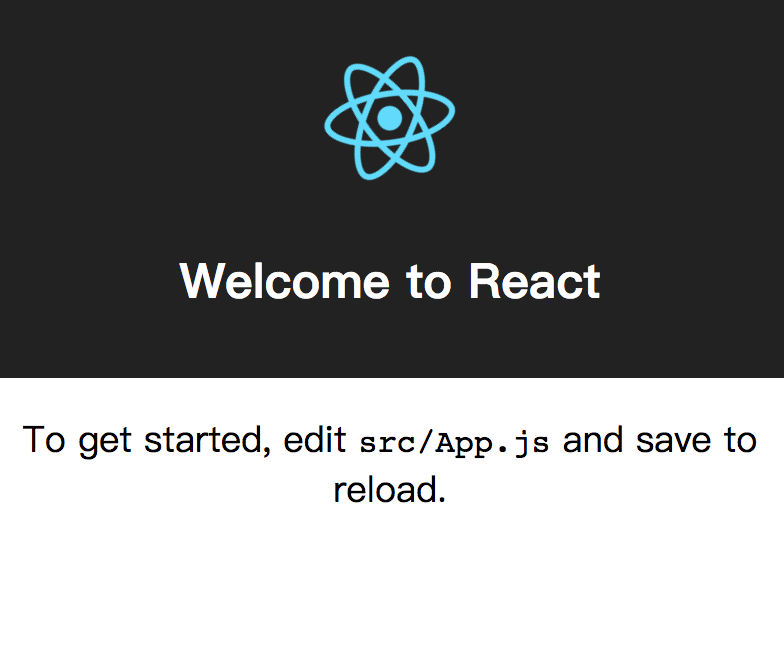 Welcome to React
To get started, edit src/App.js and save to
reload.